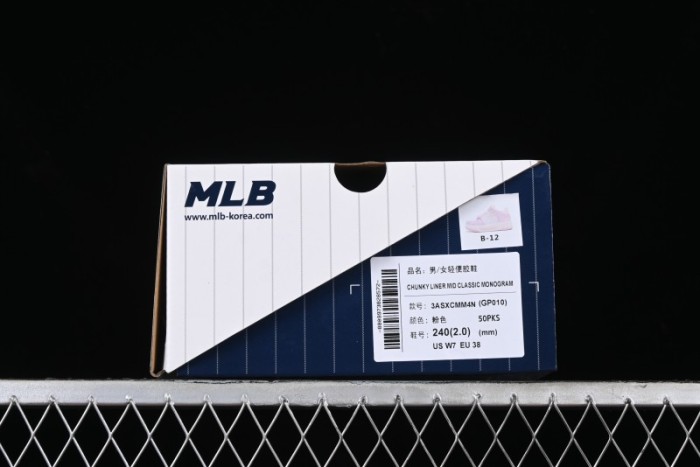 MLB
www.mlb-korea.com
B-12
品名: 男/女轻便胶鞋
CHUNKY LINER MID CLASSIC MONOGRAM
款号: 3ASXCMM4N (GP010)
颜色: 粉色 50PKS
鞋号: 240(2.0) (mm)
US W7 EU 38